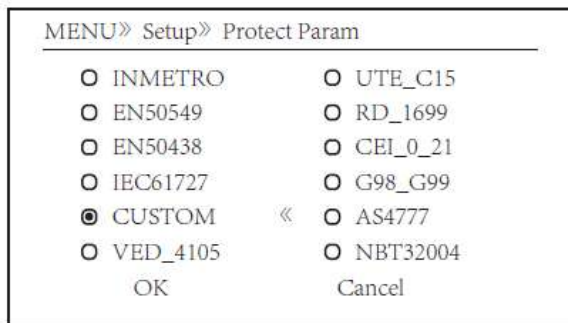 MENU» Setup» Protect Param
INMETRO UTE_C15
EN50549 RD_1699
EN50438 CEI_0_21
IEC61727 G98_G99
CUSTOM « AS4777
VED_4105 NBT32004
OK Cancel